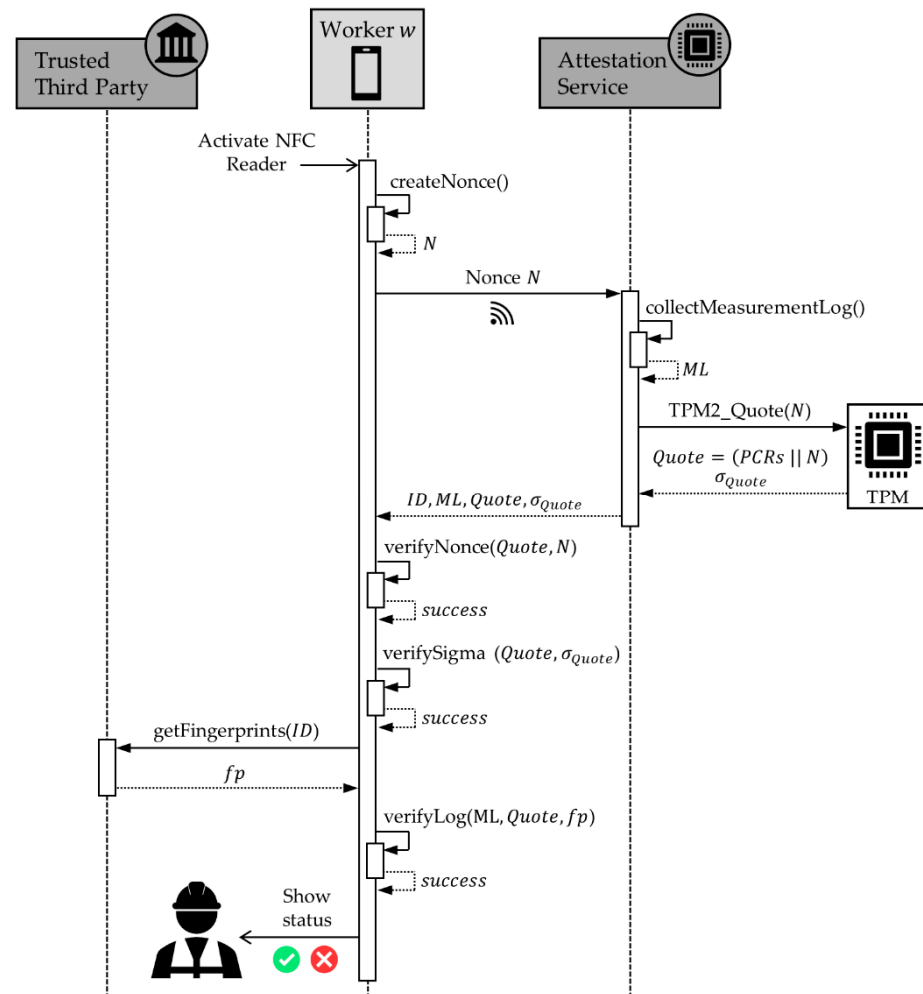 Trusted
Third Party
Worker w
Attestation
Service
Activate NFC
Reader
createNonce()
N
Nonce N
collectMeasurementLog()
ML
TPM2_Quote(N)
Quote = (PCRs || N)
σQuote
TPM
ID, ML, Quote, σQuote
verifyNonce(Quote, N)
success
verifySigma (Quote, σQuote)
success
getFingerprints(ID)
fp
verifyLog(ML, Quote, fp)
success
Show
status